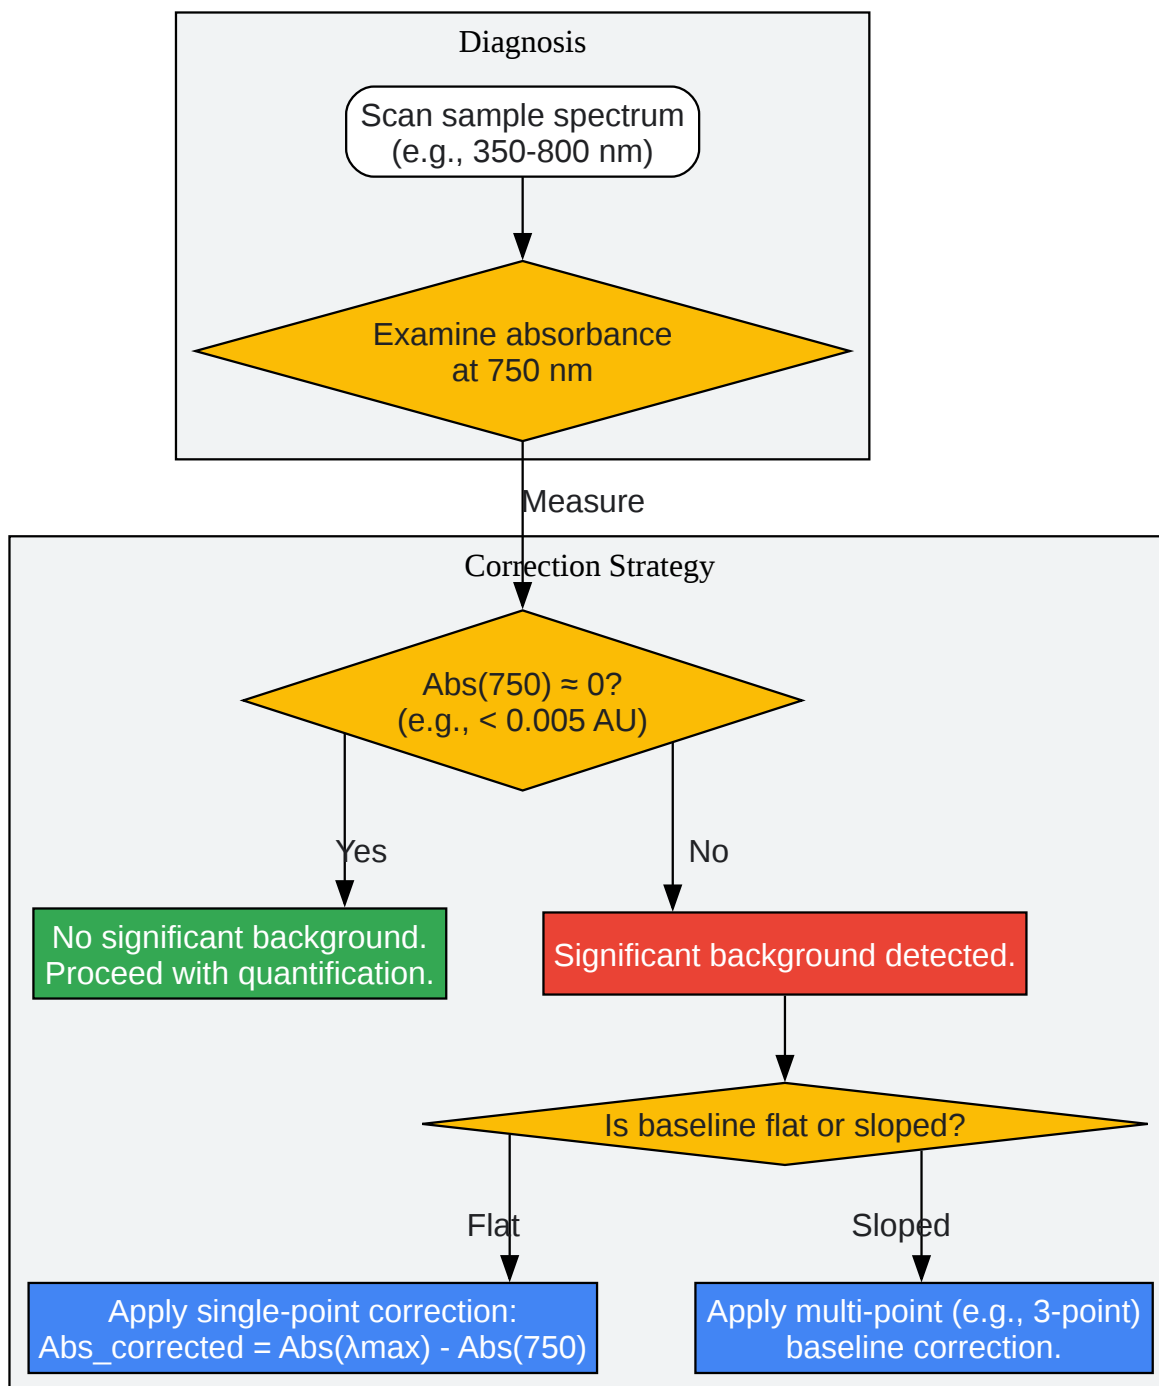 Diagnosis
Scan sample spectrum
(e.g., 350-800 nm)
Examine absorbance
at 750 nm
Measure
Correction Strategy
Abs(750) ≈ 0?
(e.g., < 0.005 AU)
Yes
No
No significant background.
Proceed with quantification.
Significant background detected.
Is baseline flat or sloped?
Flat
Sloped
Apply single-point correction:
Abs_corrected = Abs(λmax) - Abs(750)
Apply multi-point (e.g., 3-point)
baseline correction.